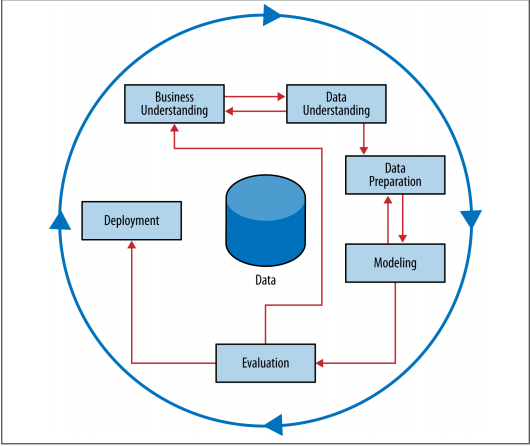 Business
Understanding
Data
Understanding
Data
Preparation
Deployment
Modeling
Data
Evaluation